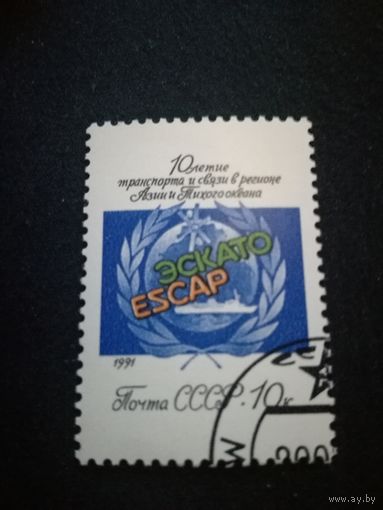 10летие
транспорта и связи в регионе
Азии и Тихого океана
ЭСКАТО
ESCAP
1991
Почта СССР·10к
www.ay.by